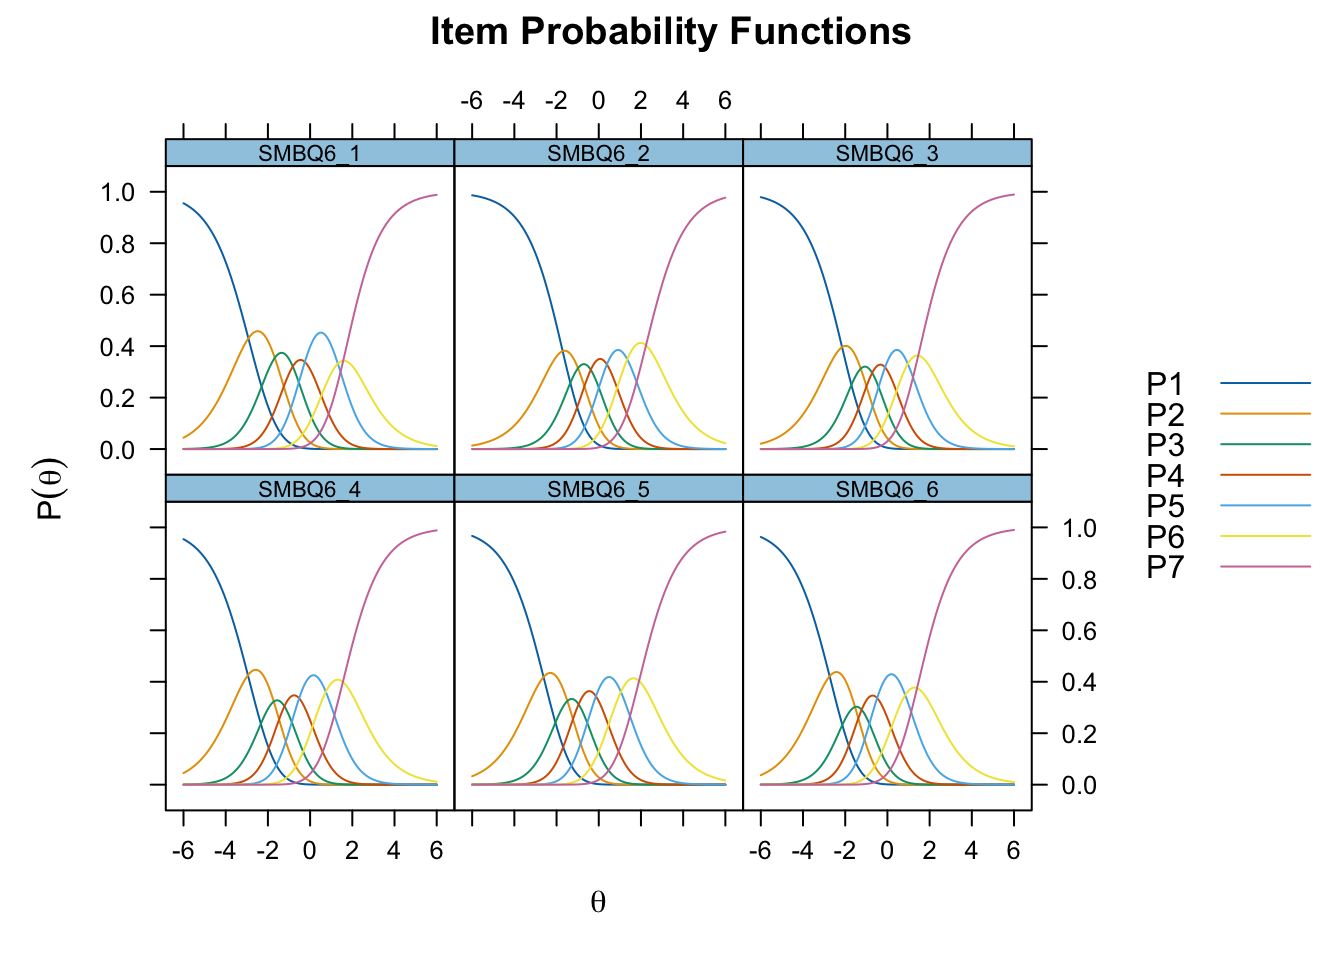 Item Probability Functions
-6 -4 -2 0 2 4 6
SMBQ6_1 SMBQ6_2 SMBQ6_3
1.0
0.8
0.6
0.4
0.2
0.0
SMBQ6_4 SMBQ6_5 SMBQ6_6
1.0
0.8
0.6
0.4
0.2
0.0
-6 -4 -2 0 2 4 6 -6 -4 -2 0 2 4 6
P(θ)
θ
P1
P2
P3
P4
P5
P6
P7